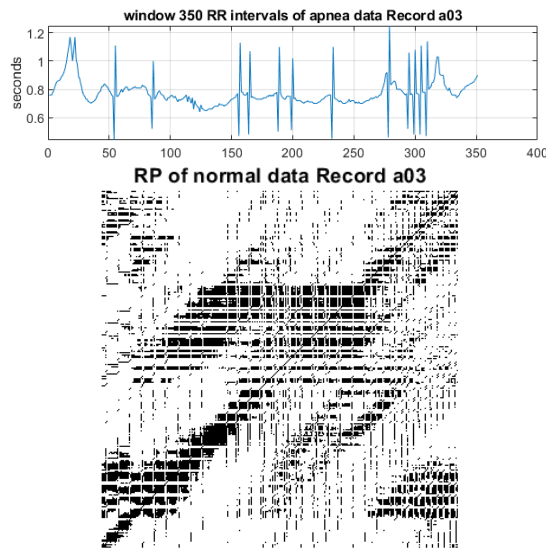 window 350 RR intervals of apnea data Record a03
1.2
1
0.8
0.6
seconds
0 50 100 150 200 250 300 350 400
RP of normal data Record a03